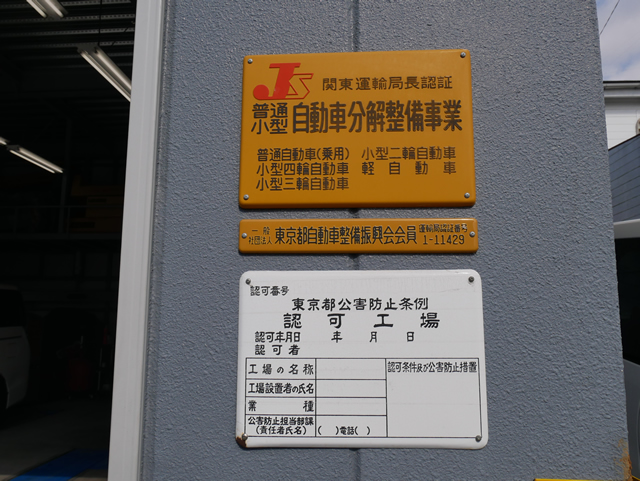 JS 関東運輸局長認証
普通
小型 自動車分解整備事業
普通自動車(乗用) 小型二輪自動車
小型四輪自動車 軽自動車
小型三輪自動車
一般
社団法人 東京都自動車整備振興会会員 運輸局認証番号
1-11429
認可番号
東京都公害防止条例
認可工場
認可年月日 年 月 日
認可者
工場の名称 認可条件及び公害防止措置
工場設置者の氏名
業種
公害防止担当部課
(責任者氏名) ( )電話( )